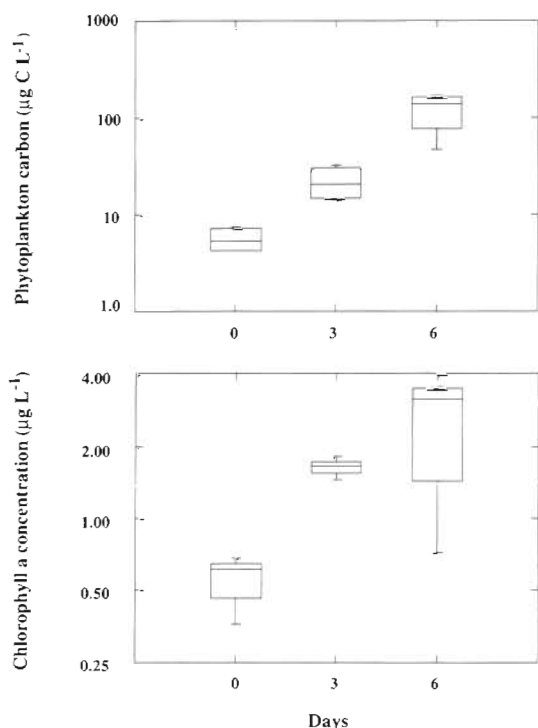 Phytoplankton carbon (µg C L-1)
1000
100
10
1.0
0 3 6
Chlorophyll a concentration (µg L-1)
4.00
2.00
1.00
0.50
0.25
0 3 6
Days